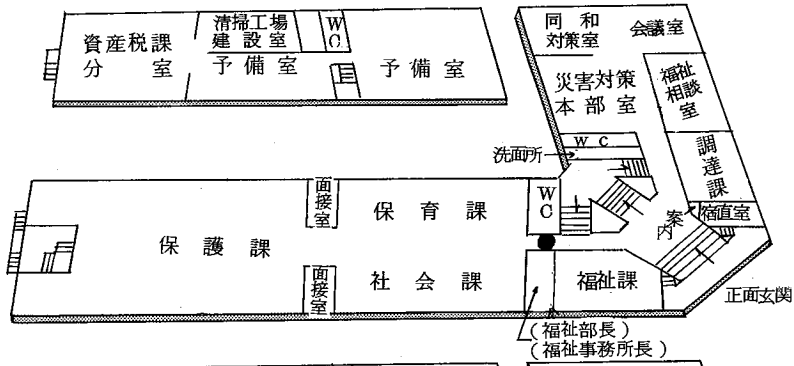 資産税課
分室
清掃工場
建設室
WC
予備室
予備室
同和
対策室
会議室
災害対策
本部室
福祉
相談
室
WC
洗面所
調達課
宿直室
案内
正面玄関
面接室
WC
保育課
保護課
社会課
面接室
福祉課
(福祉部長)
(福祉事務所長)